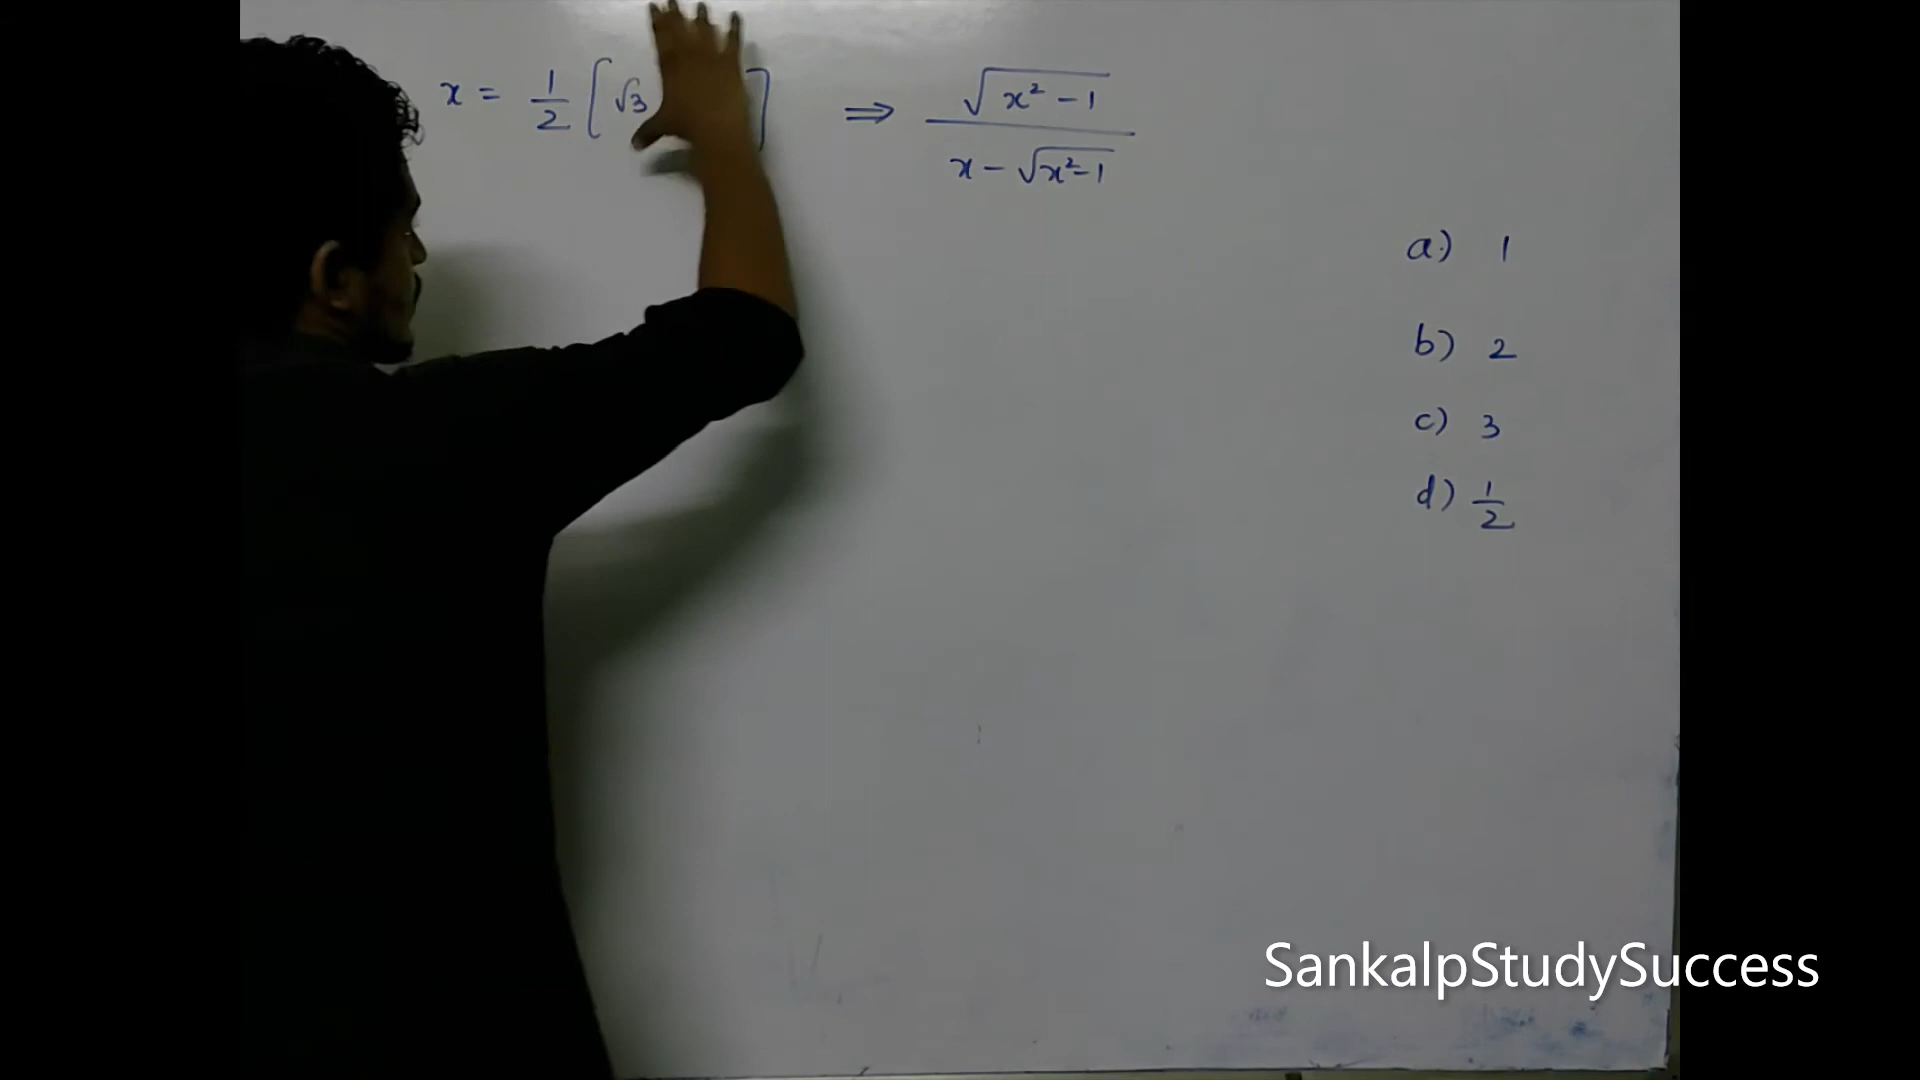 x = 1/2 [ √3 ] ⇒ √(x² - 1) / (x - √(x² - 1))
a) 1
b) 2
c) 3
d) 1/2
SankalpStudySuccess